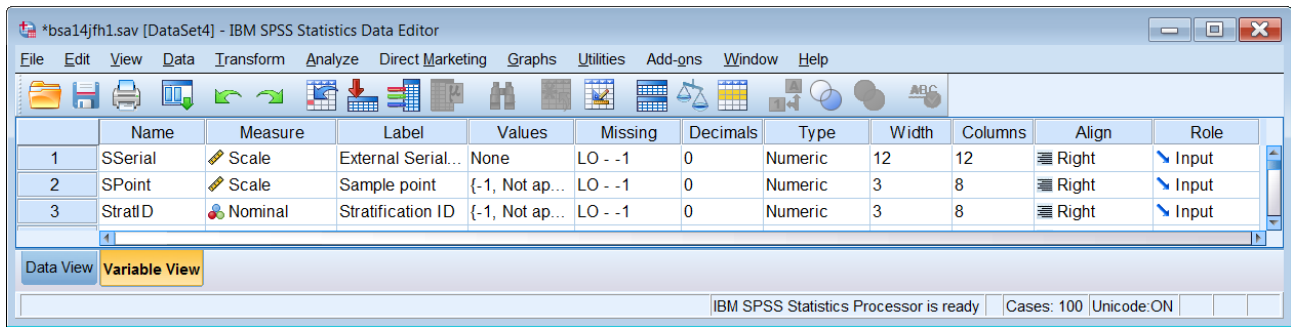 *bsa14jfh1.sav [DataSet4] - IBM SPSS Statistics Data Editor
File Edit View Data Transform Analyze Direct Marketing Graphs Utilities Add-ons Window Help
Name Measure Label Values Missing Decimals Type Width Columns Align Role
1 SSerial Scale External Serial... None LO - -1 0 Numeric 12 12 Right Input
2 SPoint Scale Sample point {-1, Not ap... LO - -1 0 Numeric 3 8 Right Input
3 StratID Nominal Stratification ID {-1, Not ap... LO - -1 0 Numeric 3 8 Right Input
Data View Variable View
IBM SPSS Statistics Processor is ready Cases: 100 Unicode:ON